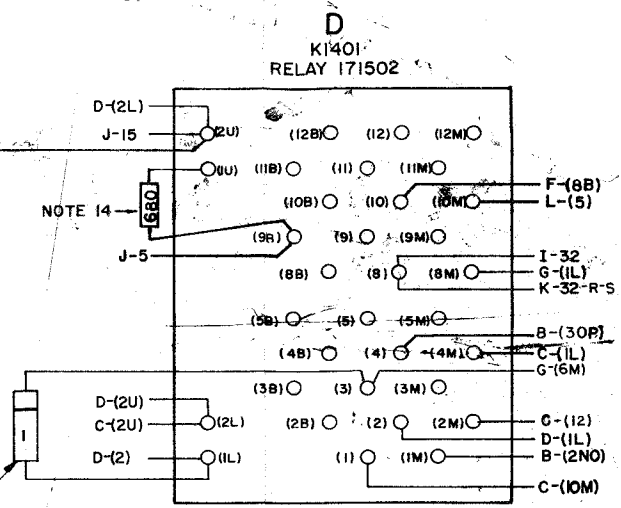 D
K1401
RELAY 171502
D-(2L)
J-15 (2U) (12B) (12) (12M)
(1U) (11B) (11) (11M)
F-(8B)
NOTE 14 680 (10B) (10) (10M) L-(5)
(9B) (9) (9M)
J-5 I-32
(8B) (8) (8M) G-(1L)
K-32-R-S
(5B) (5) (5M)
B-(30P)
(4B) (4) (4M) C-(1L)
G-(6M)
(3B) (3) (3M)
D-(2U)
C-(2U) (2L) (2B) (2) (2M) C-(12)
1 D-(1L)
D-(2) (1L) (1) (1M) B-(2NO)
C-(10M)